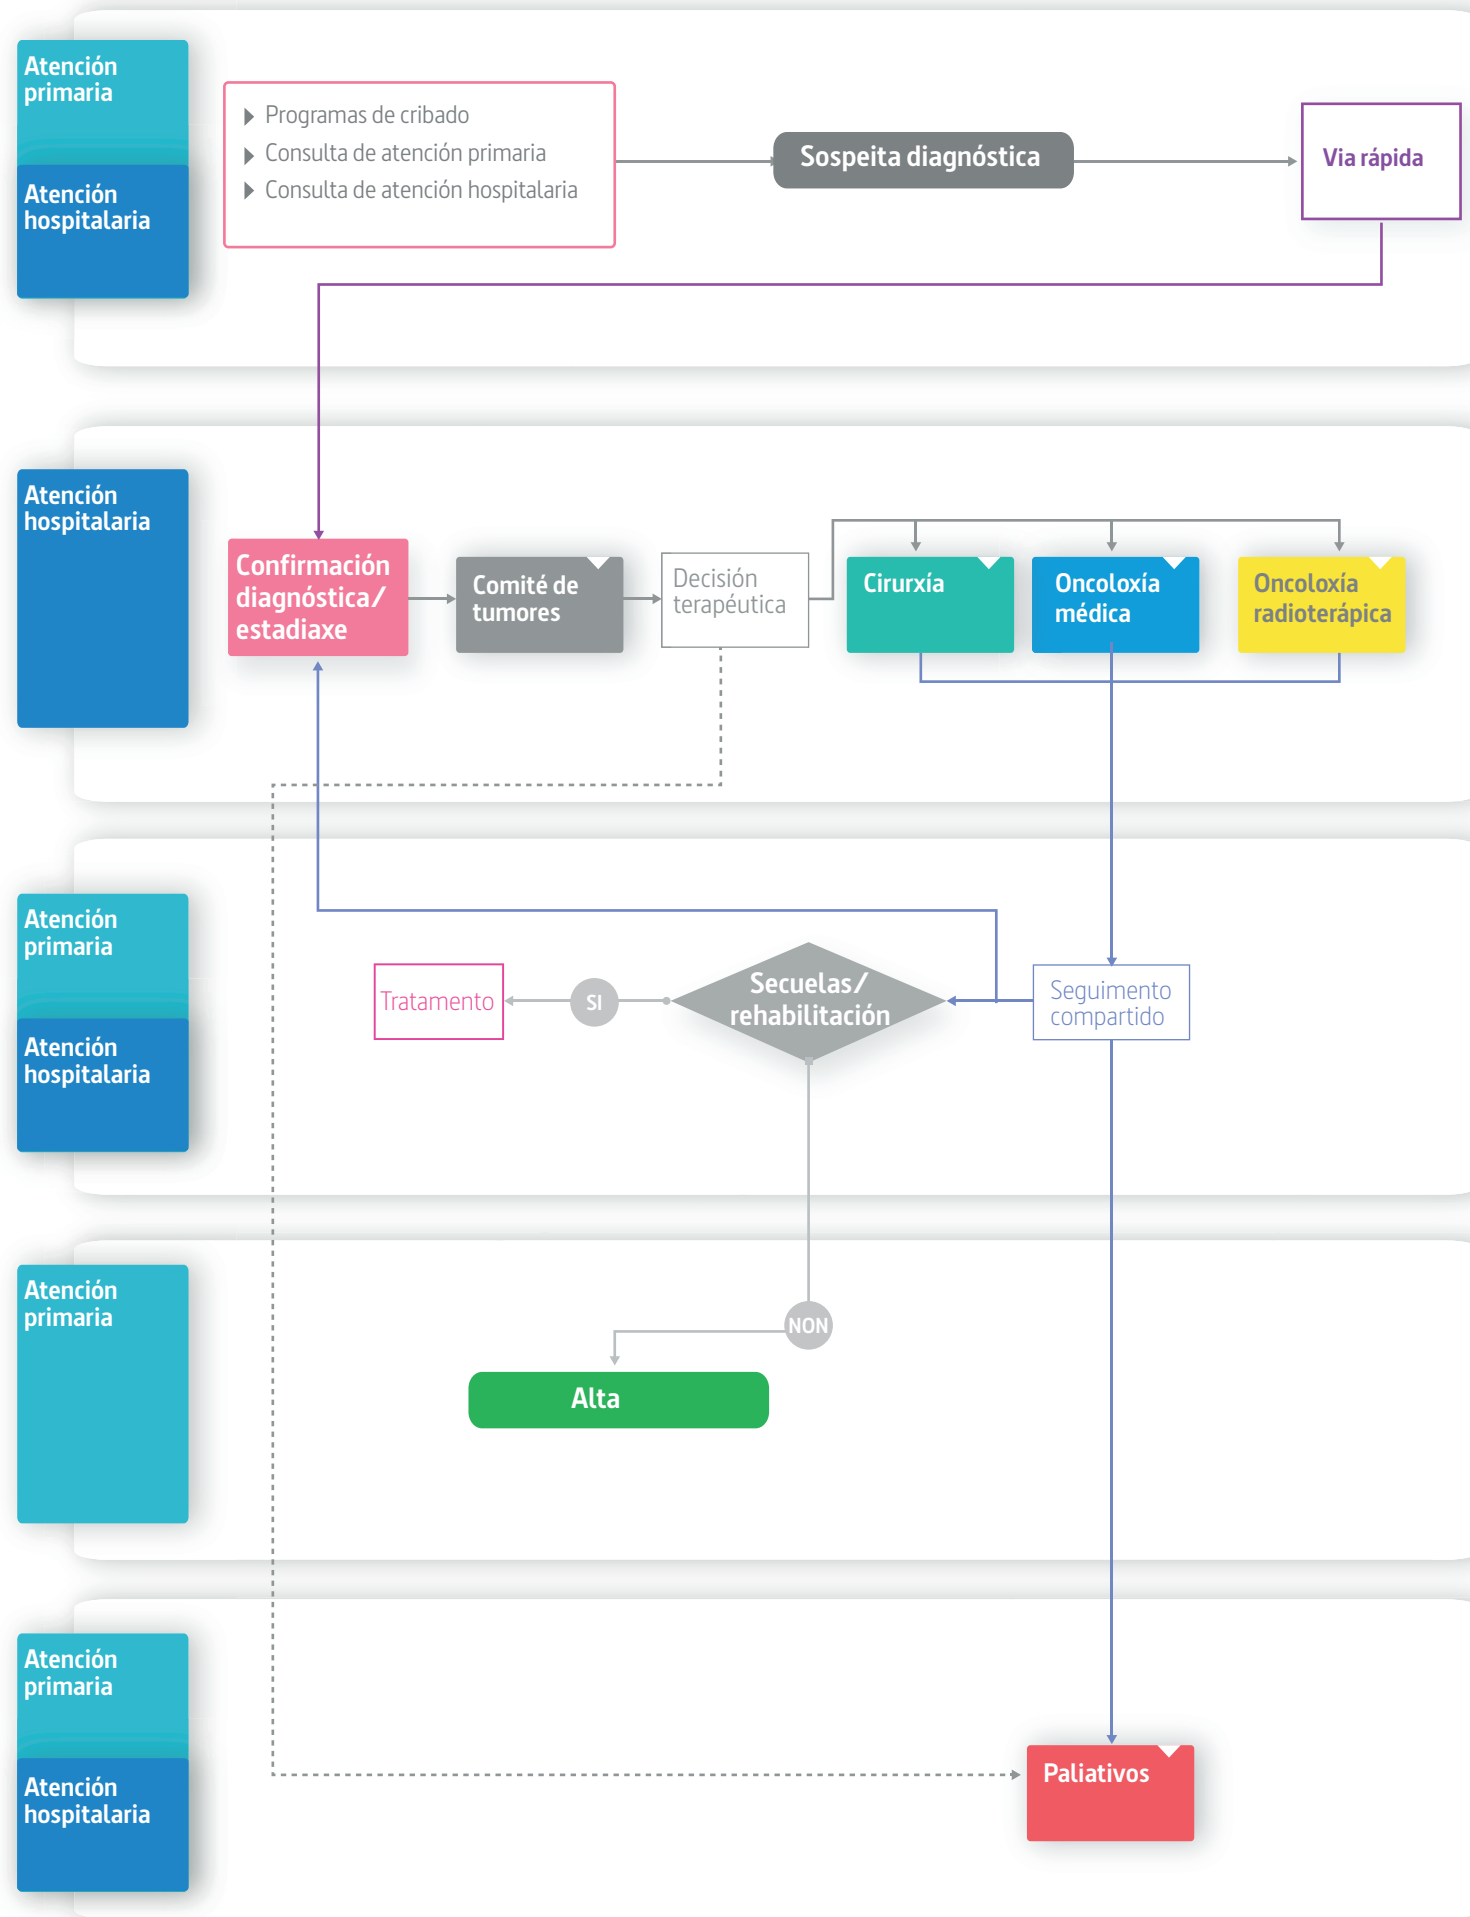 Atención
primaria
Atención
hospitalaria
Programas de cribado
Consulta de atención primaria
Consulta de atención hospitalaria
Sospeita diagnóstica
Via rápida
Atención
hospitalaria
Confirmación
diagnóstica/
estadiaxe
Comité de
tumores
Decisión
terapéutica
Cirurxía
Oncoloxía
médica
Oncoloxía
radioterápica
Atención
primaria
Atención
hospitalaria
Tratamento
SI
Secuelas/
rehabilitación
Seguimento
compartido
Atención
primaria
NON
Alta
Atención
primaria
Atención
hospitalaria
Paliativos